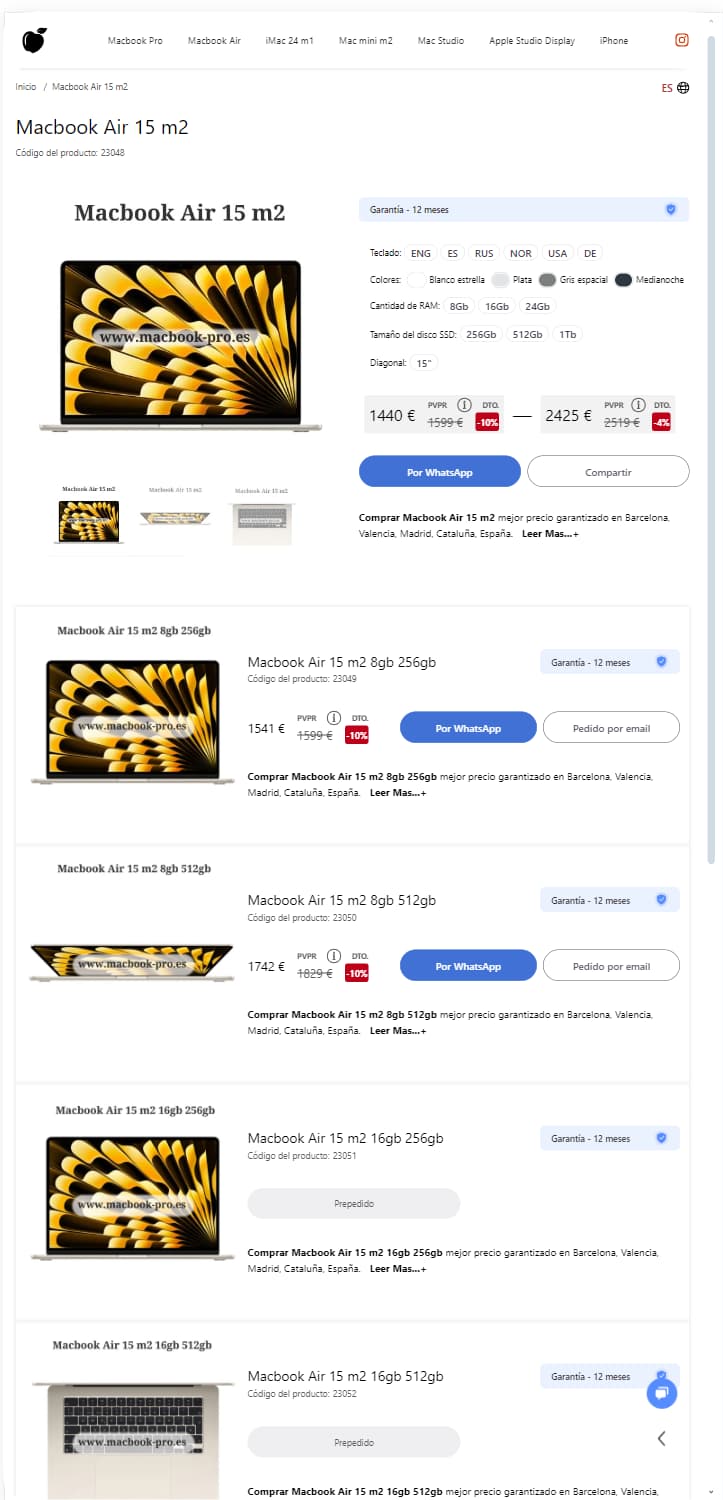 Macbook Pro Macbook Air iMac 24 m1 Mac mini m2 Mac Studio Apple Studio Display iPhone
Inicio / Macbook Air 15 m2
ES
Macbook Air 15 m2
Código del producto: 23048
Macbook Air 15 m2
www.macbook-pro.es
Macbook Air 15 m2
Macbook Air 15 m2
Macbook Air 15 m2
Garantía - 12 meses
Teclado: ENG ES RUS NOR USA DE
Colores: Blanco estrella Plata Gris espacial Medianoche
Cantidad de RAM: 8Gb 16Gb 24Gb
Tamaño del disco SSD: 256Gb 512Gb 1Tb
Diagonal: 15"
1440 € PVPR 1599 € DTO. -10% — 2425 € PVPR 2519 € DTO. -4%
Por WhatsApp Compartir
Comprar Macbook Air 15 m2 mejor precio garantizado en Barcelona,
Valencia, Madrid, Cataluña, España. Leer Mas...+
Macbook Air 15 m2 8gb 256gb
www.macbook-pro.es
Macbook Air 15 m2 8gb 256gb
Código del producto: 23049
Garantía - 12 meses
1541 € PVPR 1599 € DTO. -10%
Por WhatsApp Pedido por email
Comprar Macbook Air 15 m2 8gb 256gb mejor precio garantizado en Barcelona, Valencia,
Madrid, Cataluña, España. Leer Mas...+
Macbook Air 15 m2 8gb 512gb
www.macbook-pro.es
Macbook Air 15 m2 8gb 512gb
Código del producto: 23050
Garantía - 12 meses
1742 € PVPR 1829 € DTO. -10%
Por WhatsApp Pedido por email
Comprar Macbook Air 15 m2 8gb 512gb mejor precio garantizado en Barcelona, Valencia,
Madrid, Cataluña, España. Leer Mas...+
Macbook Air 15 m2 16gb 256gb
www.macbook-pro.es
Macbook Air 15 m2 16gb 256gb
Código del producto: 23051
Garantía - 12 meses
Prepedido
Comprar Macbook Air 15 m2 16gb 256gb mejor precio garantizado en Barcelona, Valencia,
Madrid, Cataluña, España. Leer Mas...+
Macbook Air 15 m2 16gb 512gb
www.macbook-pro.es
Macbook Air 15 m2 16gb 512gb
Código del producto: 23052
Garantía - 12 meses
Prepedido
Comprar Macbook Air 15 m2 16gb 512gb mejor precio garantizado en Barcelona, Valencia,